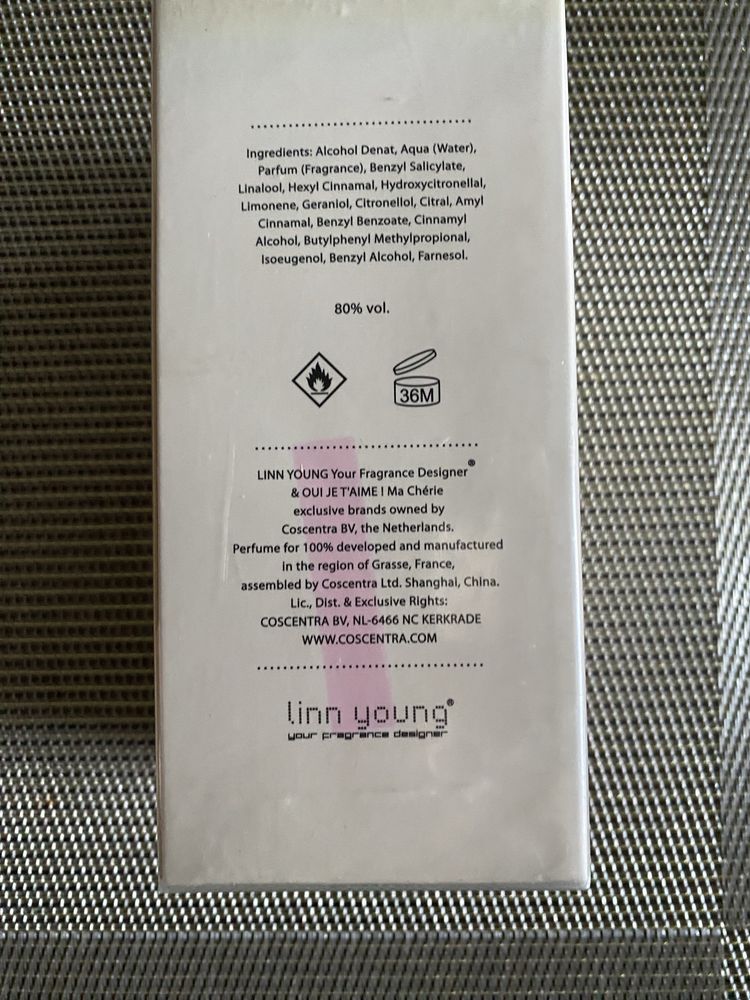 Ingredients: Alcohol Denat, Aqua (Water),
Parfum (Fragrance), Benzyl Salicylate,
Linalool, Hexyl Cinnamal, Hydroxycitronellal,
Limonene, Geraniol, Citronellol, Citral, Amyl
Cinnamal, Benzyl Benzoate, Cinnamyl
Alcohol, Butylphenyl Methylpropional,
Isoeugenol, Benzyl Alcohol, Farnesol.
80% vol.
36M
LINN YOUNG Your Fragrance Designer®
& OUI JE T'AIME ! Ma Chérie
exclusive brands owned by
Coscentra BV, the Netherlands.
Perfume for 100% developed and manufactured
in the region of Grasse, France,
assembled by Coscentra Ltd. Shanghai, China.
Lic., Dist. & Exclusive Rights:
COSCENTRA BV, NL-6466 NC KERKRADE
WWW.COSCENTRA.COM
linn young®
your fragrance designer